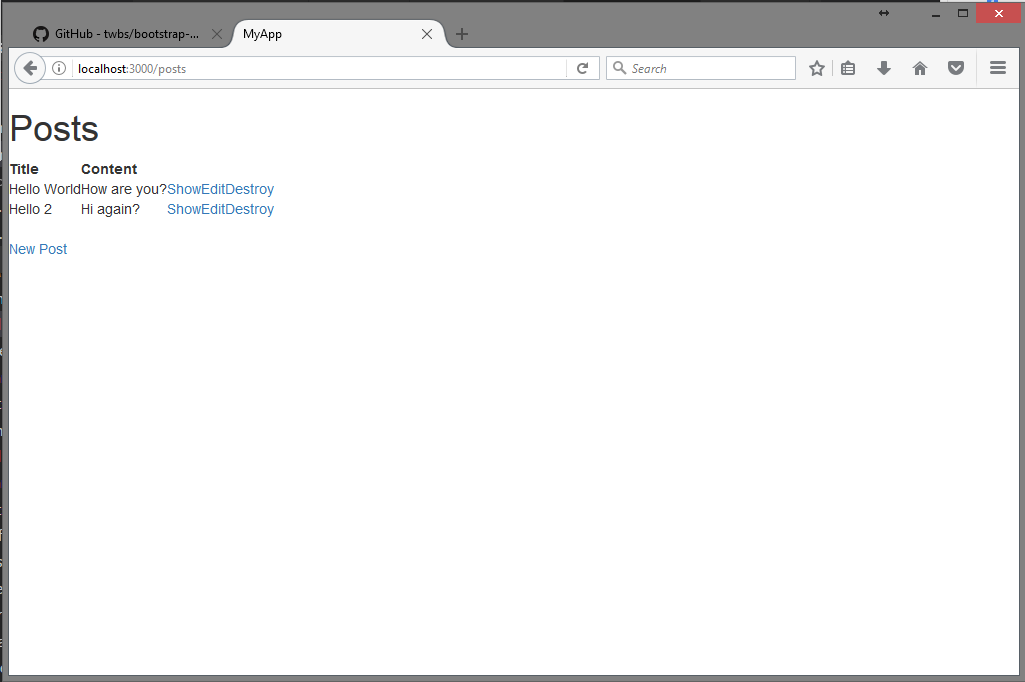 GitHub - twbs/bootstrap-...
MyApp
localhost:3000/posts
Search
Posts
Title Content
Hello World How are you? Show Edit Destroy
Hello 2 Hi again? Show Edit Destroy
New Post